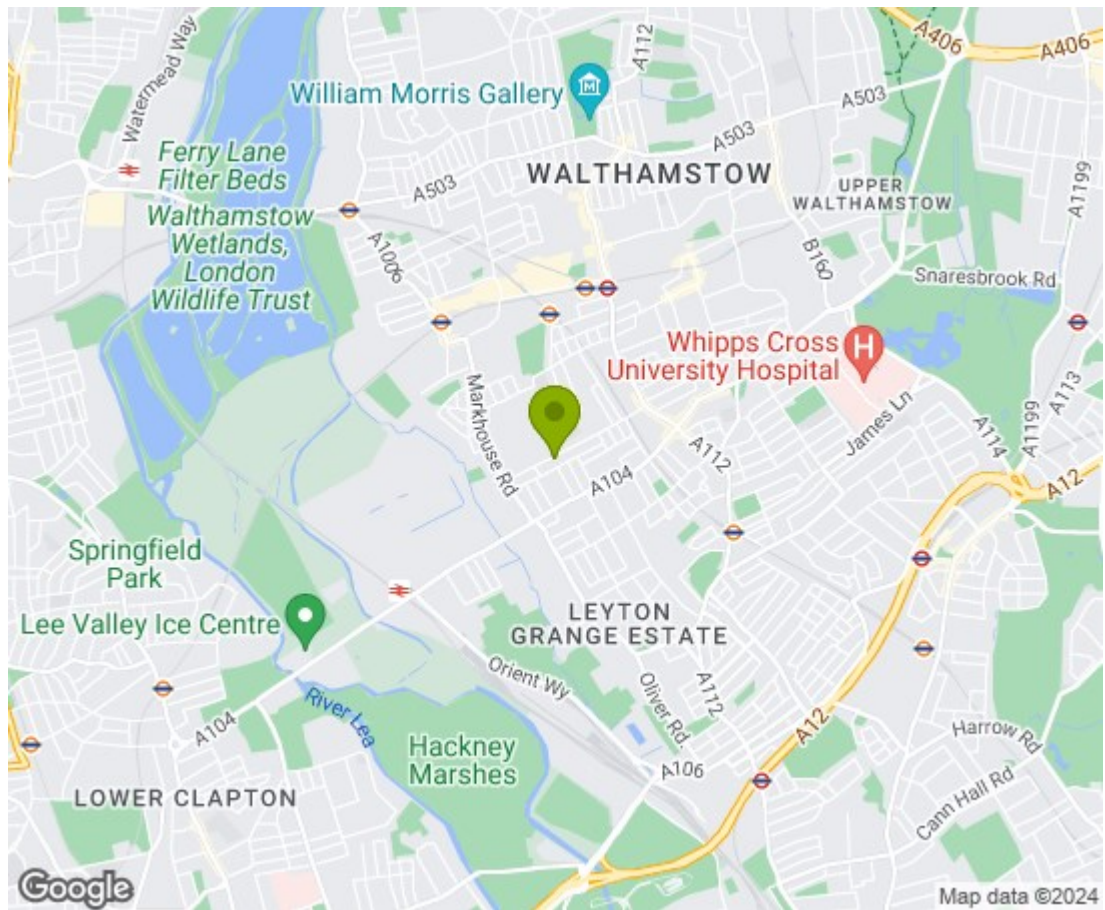 A406
A406
Watermead Way
A112
William Morris Gallery
A503
A503
Ferry Lane
Filter Beds
A503
WALTHAMSTOW
UPPER
WALTHAMSTOW
A1199
Walthamstow
Wetlands,
London
Wildlife Trust
A1006
B160
Snaresbrook Rd
Whipps Cross
University Hospital
H
Markhouse Rd
James Ln
A113
A1199
A114
A112
A104
A12
Springfield
Park
Lee Valley Ice Centre
LEYTON
GRANGE ESTATE
Orient Wy
Oliver Rd.
A112
River Lea
A104
A12
Harrow Rd
Hackney
Marshes
A106
Cann Hall Rd
LOWER CLAPTON
Google
Map data ©2024